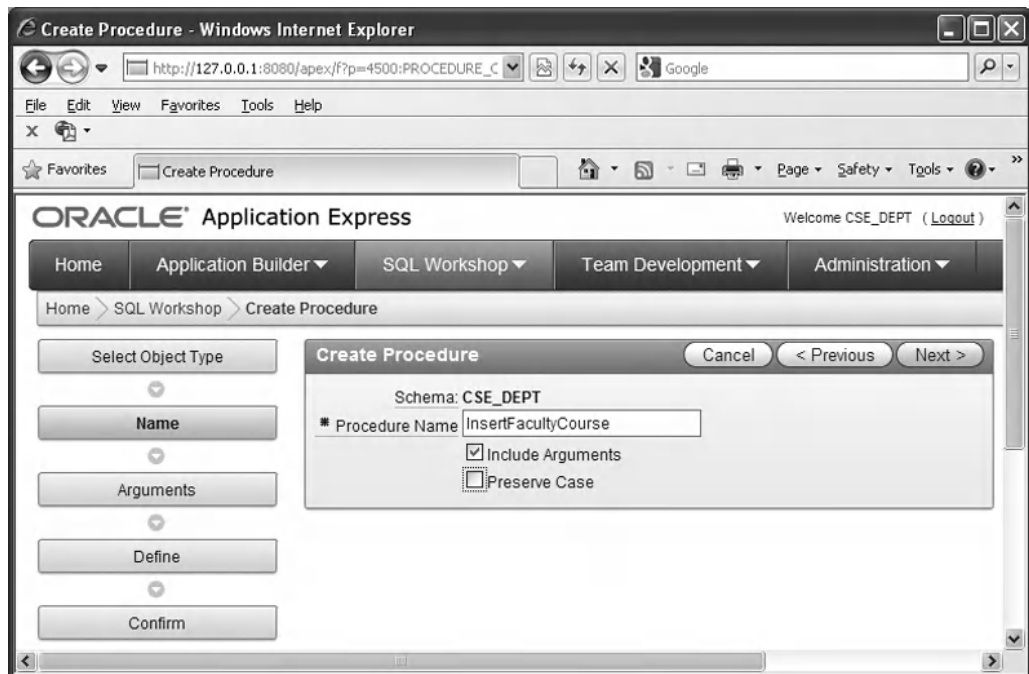 Create Procedure - Windows Internet Explorer
http://127.0.0.1:8080/apex/f?p=4500:PROCEDURE_C
Google
File Edit View Favorites Tools Help
x
Favorites
Create Procedure
Page Safety Tools
»
ORACLE Application Express
Welcome CSE_DEPT ( Logout )
Home
Application Builder
SQL Workshop
Team Development
Administration
Home > SQL Workshop > Create Procedure
Select Object Type
Name
Arguments
Define
Confirm
Create Procedure
Cancel
< Previous
Next >
Schema: CSE_DEPT
* Procedure Name InsertFacultyCourse
Include Arguments
Preserve Case